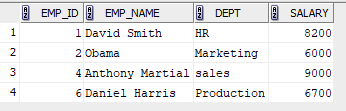 EMP_ID EMP_NAME DEPT SALARY
1 1 David Smith HR 8200
2 2 Obama Marketing 6000
3 4 Anthony Martial sales 9000
4 6 Daniel Harris Production 6700